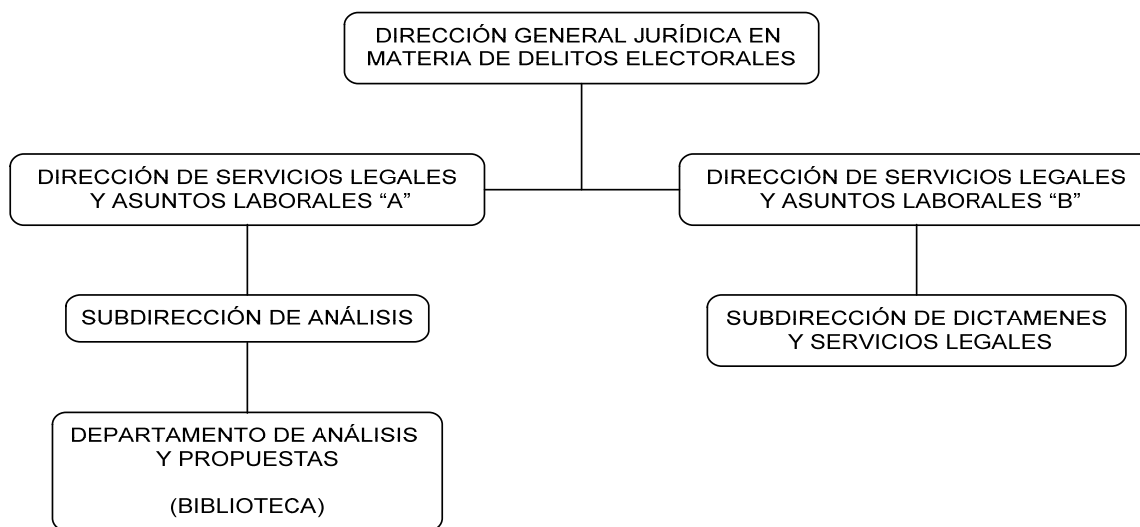 DIRECCIÓN GENERAL JURÍDICA EN
MATERIA DE DELITOS ELECTORALES
DIRECCIÓN DE SERVICIOS LEGALES
Y ASUNTOS LABORALES “A”
DIRECCIÓN DE SERVICIOS LEGALES
Y ASUNTOS LABORALES “B”
SUBDIRECCIÓN DE ANÁLISIS
SUBDIRECCIÓN DE DICTAMENES
Y SERVICIOS LEGALES
DEPARTAMENTO DE ANÁLISIS
Y PROPUESTAS
(BIBLIOTECA)